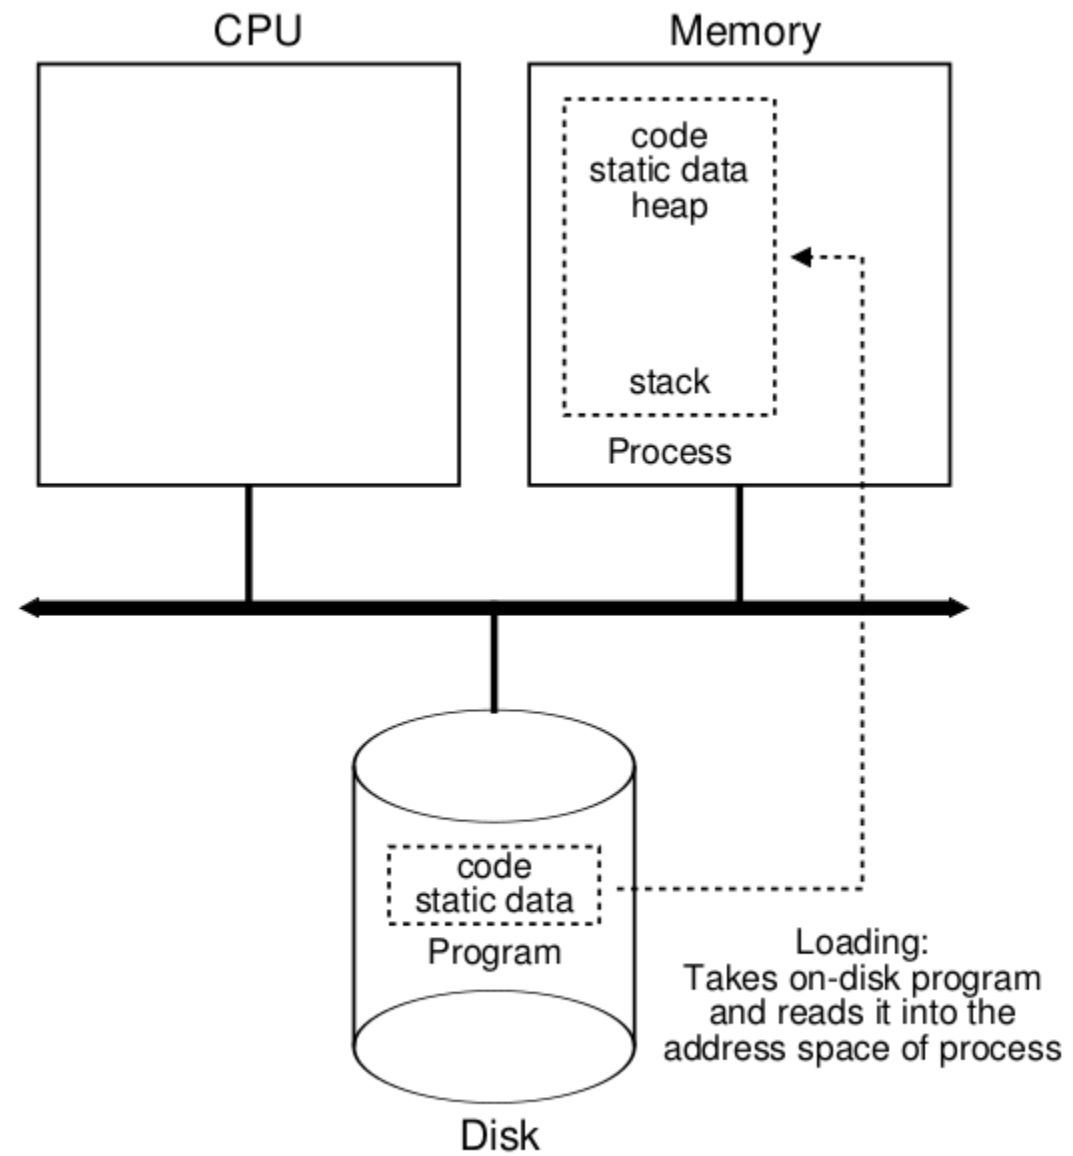 CPU
Memory
code
static data
heap
stack
Process
code
static data
Program
Loading:
Takes on-disk program
and reads it into the
address space of process
Disk